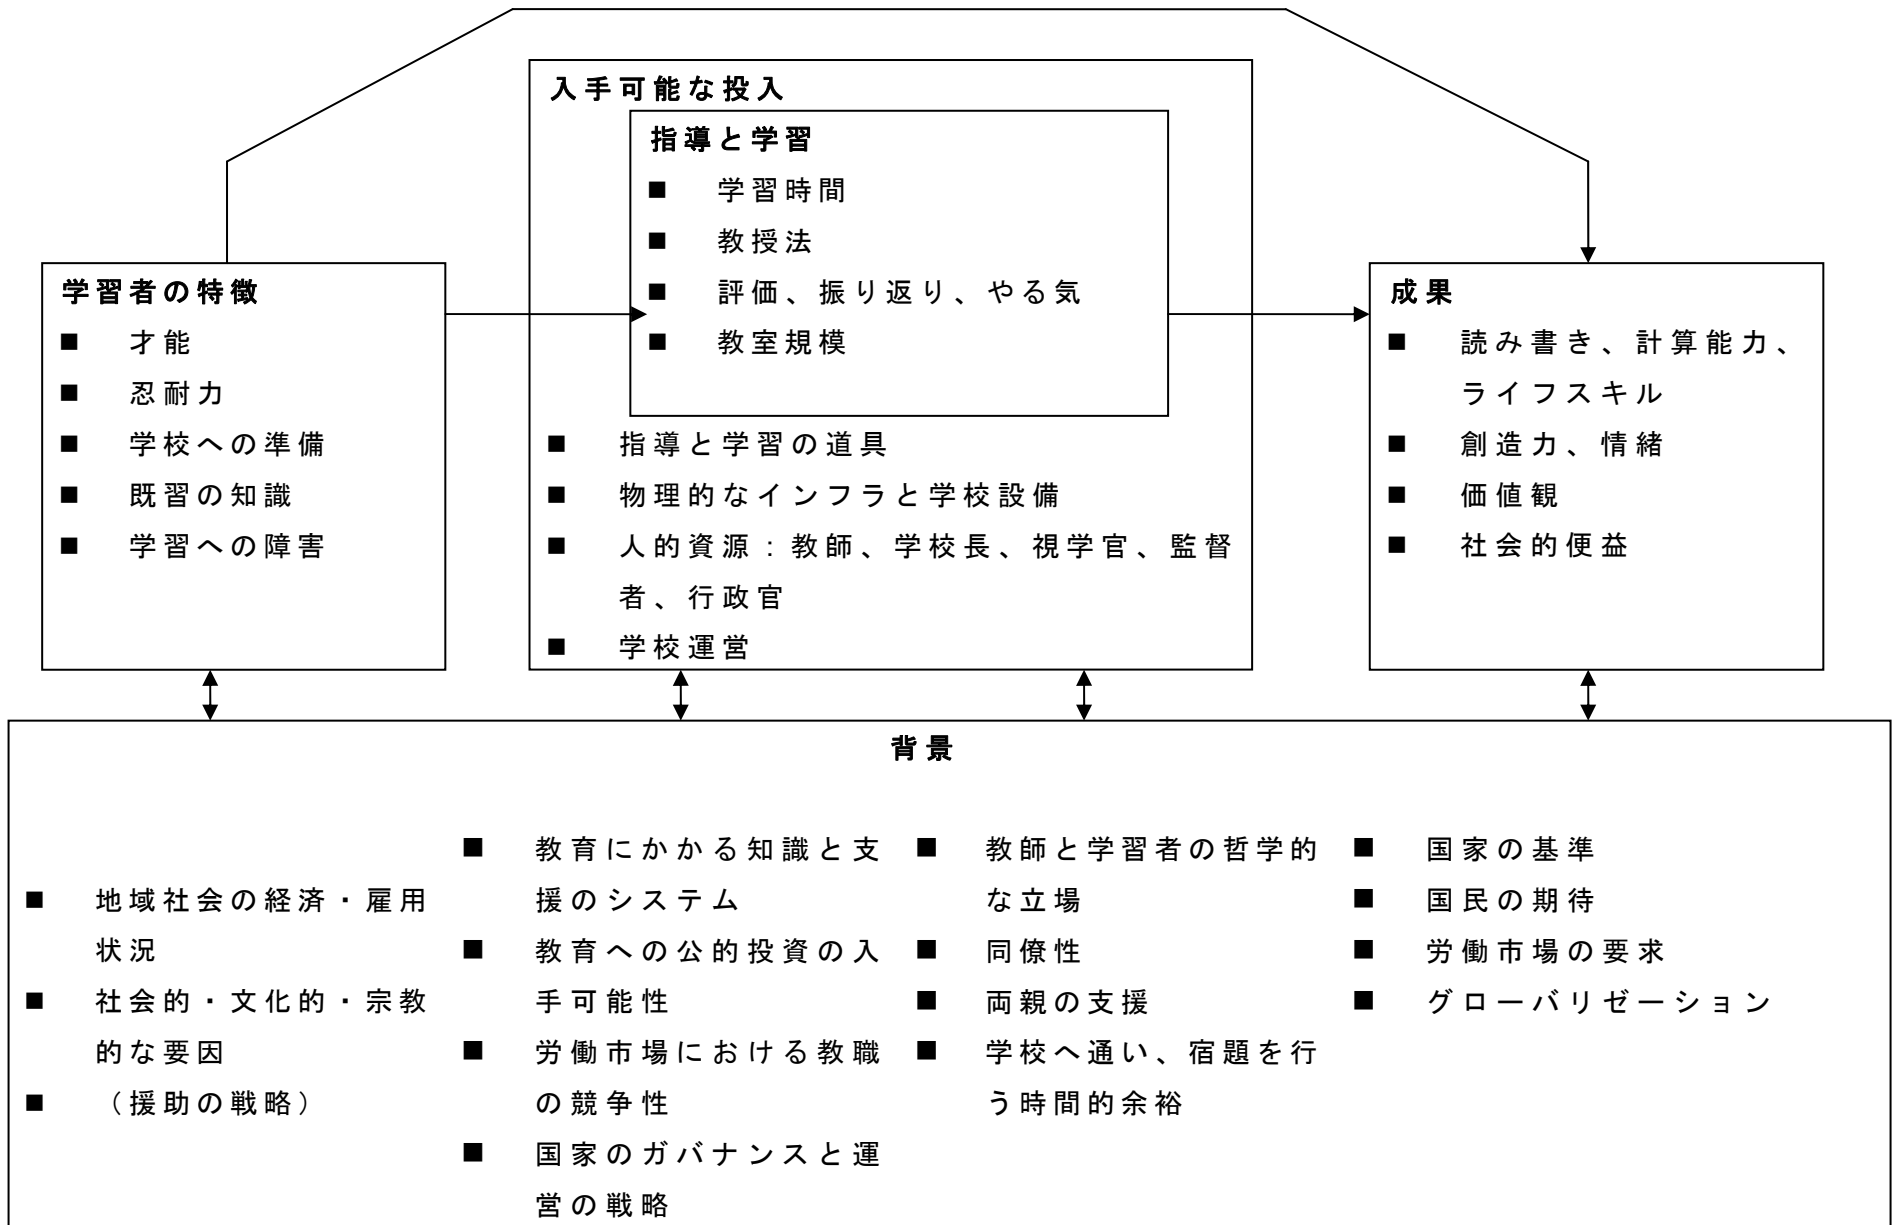 入手可能な投入
指導と学習
■ 学習時間
■ 教授法
■ 評価、振り返り、やる気
■ 教室規模
■ 指導と学習の道具
■ 物理的なインフラと学校設備
■ 人的資源：教師、学校長、視学官、監督
者、行政官
■ 学校運営
学習者の特徴
■ 才能
■ 忍耐力
■ 学校への準備
■ 既習の知識
■ 学習への障害
成果
■ 読み書き、計算能力、
ライフスキル
■ 創造力、情緒
■ 価値観
■ 社会的便益
背景
■ 地域社会の経済・雇用
状況
■ 社会的・文化的・宗教
的な要因
■ （援助の戦略）
■ 教育にかかる知識と支
援のシステム
■ 教育への公的投資の入
手可能性
■ 労働市場における教職
の競争性
■ 国家のガバナンスと運
営の戦略
■ 教師と学習者の哲学的
な立場
■ 同僚性
■ 両親の支援
■ 学校へ通い、宿題を行
う時間的余裕
■ 国家の基準
■ 国民の期待
■ 労働市場の要求
■ グローバリゼーション